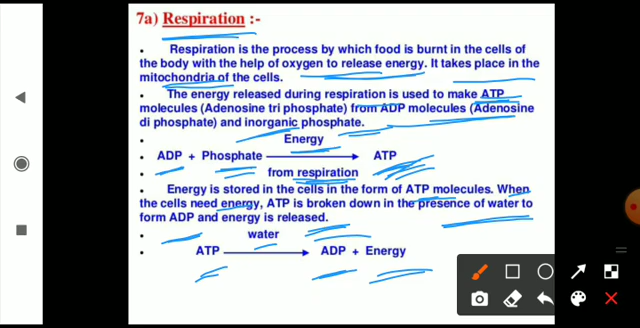 7a) Respiration :-
• Respiration is the process by which food is burnt in the cells of
the body with the help of oxygen to release energy. It takes place in the
mitochondria of the cells.
• The energy released during respiration is used to make ATP
molecules (Adenosine tri phosphate) from ADP molecules (Adenosine
di phosphate) and inorganic phosphate.
• Energy
• ADP + Phosphate ATP
• from respiration
• Energy is stored in the cells in the form of ATP molecules. When
the cells need energy, ATP is broken down in the presence of water to
form ADP and energy is released.
• water
• ATP ADP + Energy